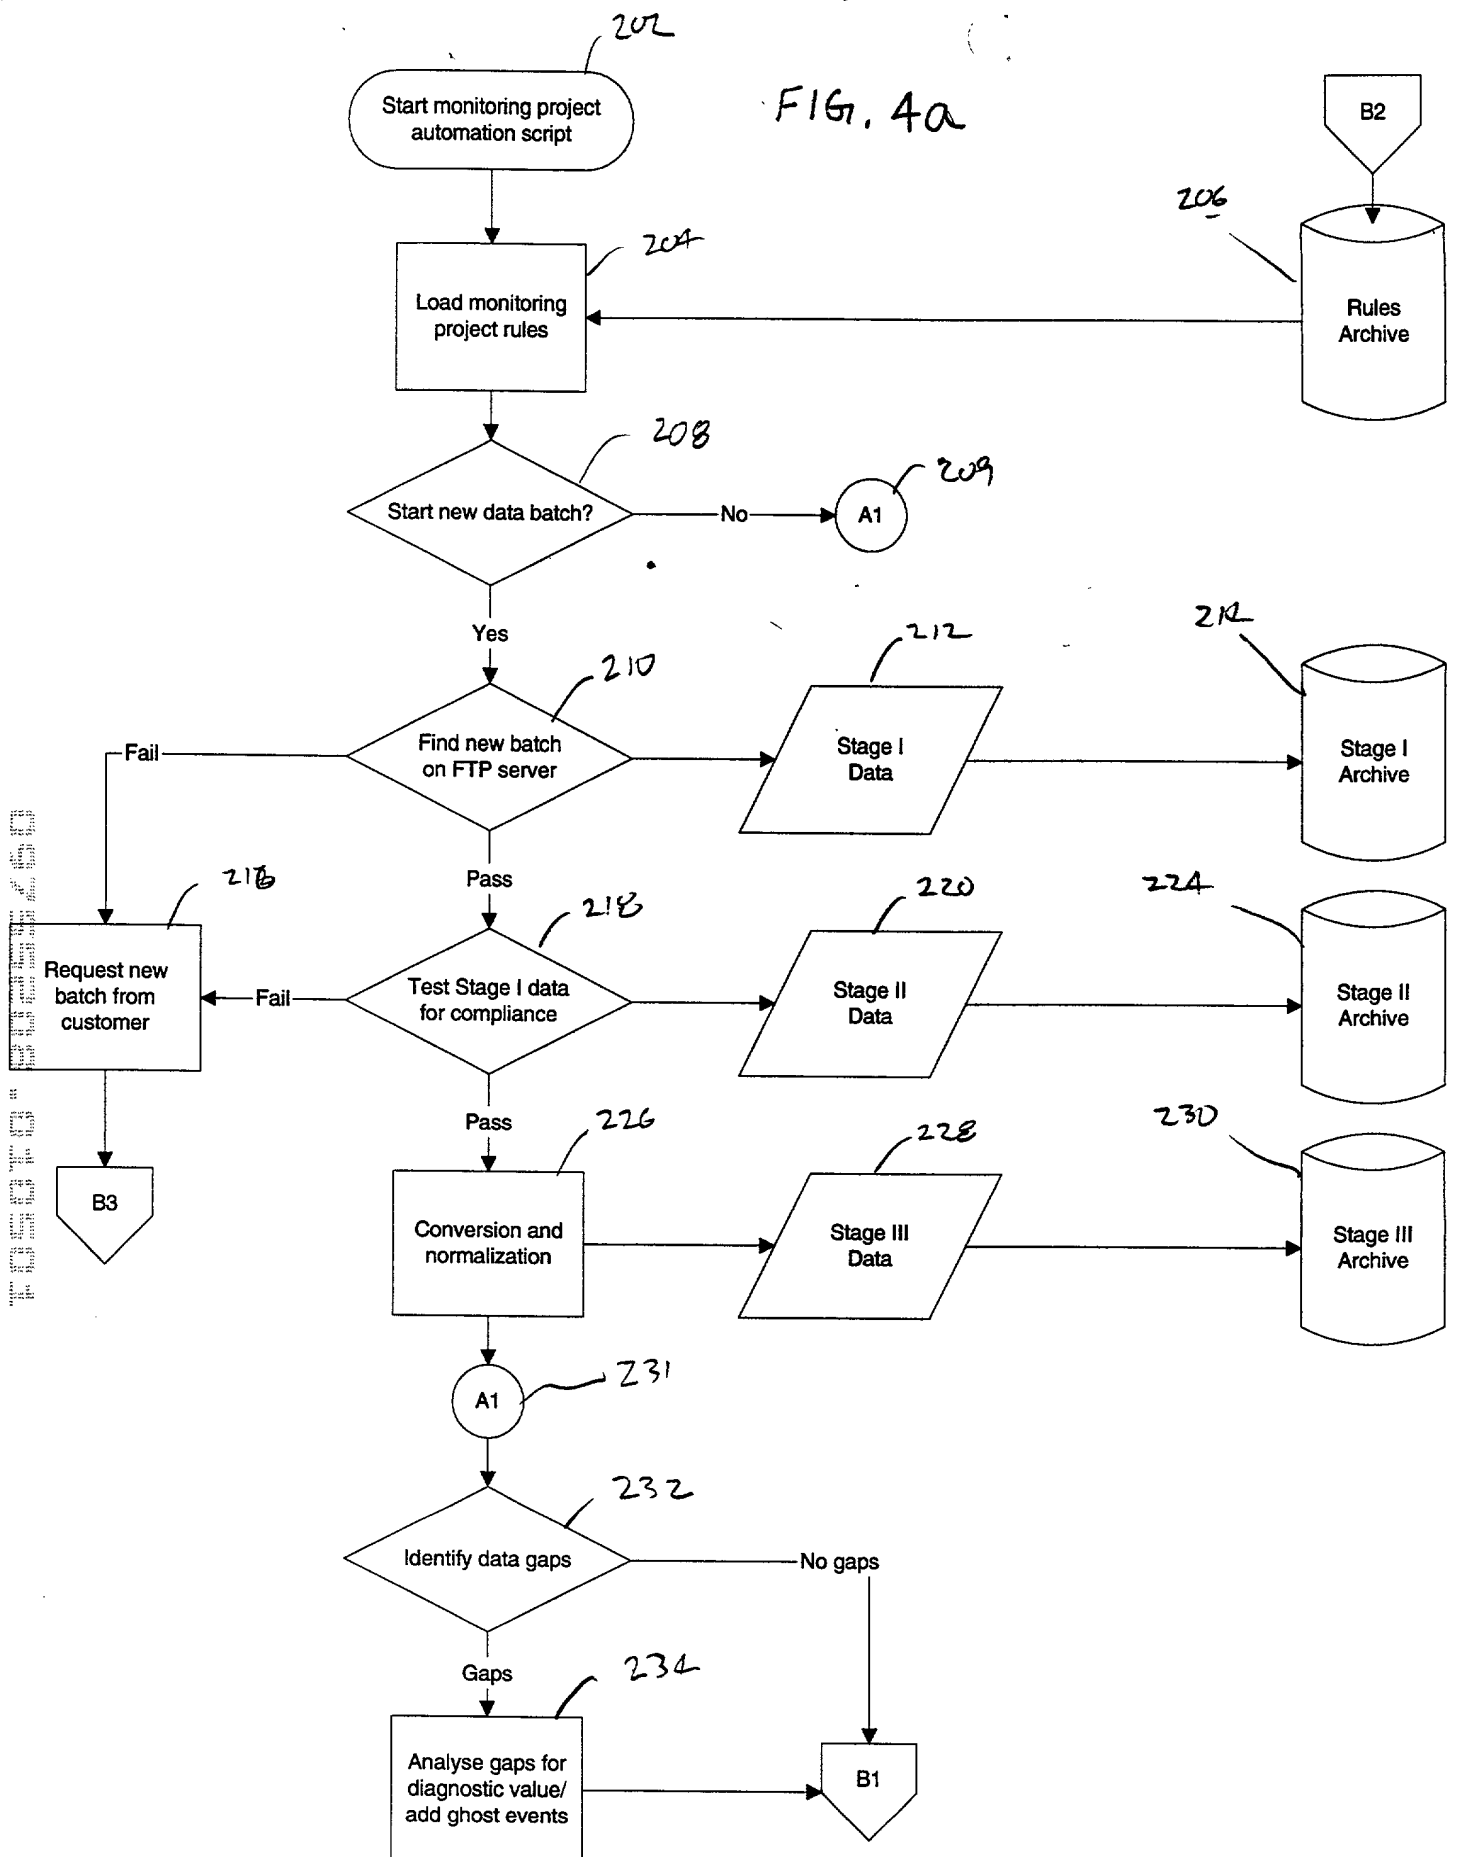 202
Start monitoring project
automation script
FIG. 4a
B2
206
204
Load monitoring
project rules
Rules
Archive
208
209
Start new data batch?
No
A1
Yes
210
212
214
Find new batch
on FTP server
Fail
Stage I
Data
Stage I
Archive
216
Pass
218
220
224
Request new
batch from
customer
Fail
Test Stage I data
for compliance
Stage II
Data
Stage II
Archive
Pass
226
228
230
B3
Conversion and
normalization
Stage III
Data
Stage III
Archive
A1
231
232
Identify data gaps
No gaps
Gaps
234
Analyse gaps for
diagnostic value/
add ghost events
B1